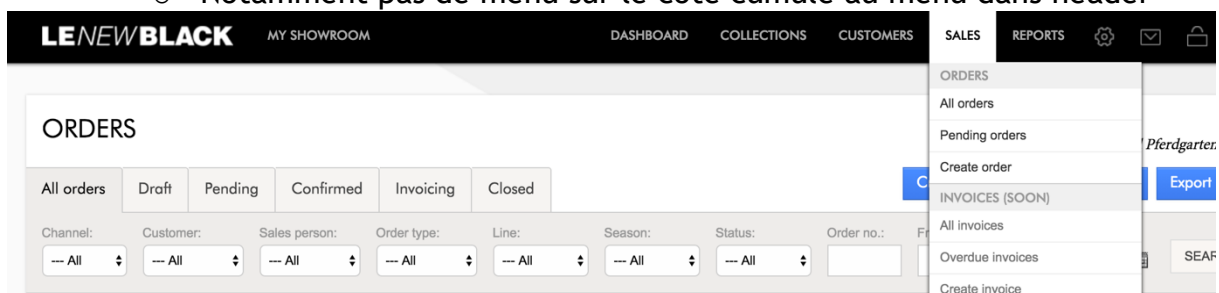 Notamment pas de menu sur le côté cumulé au menu dans header
LENEWBLACK MY SHOWROOM DASHBOARD COLLECTIONS CUSTOMERS SALES REPORTS
ORDERS
All orders
Pending orders
Create order
INVOICES (SOON)
All invoices
Overdue invoices
Create invoice
ORDERS
Pferdgarten
All orders Draft Pending Confirmed Invoicing Closed
Export
Channel: Customer: Sales person: Order type: Line: Season: Status: Order no.:
--- All --- All --- All --- All --- All --- All --- All